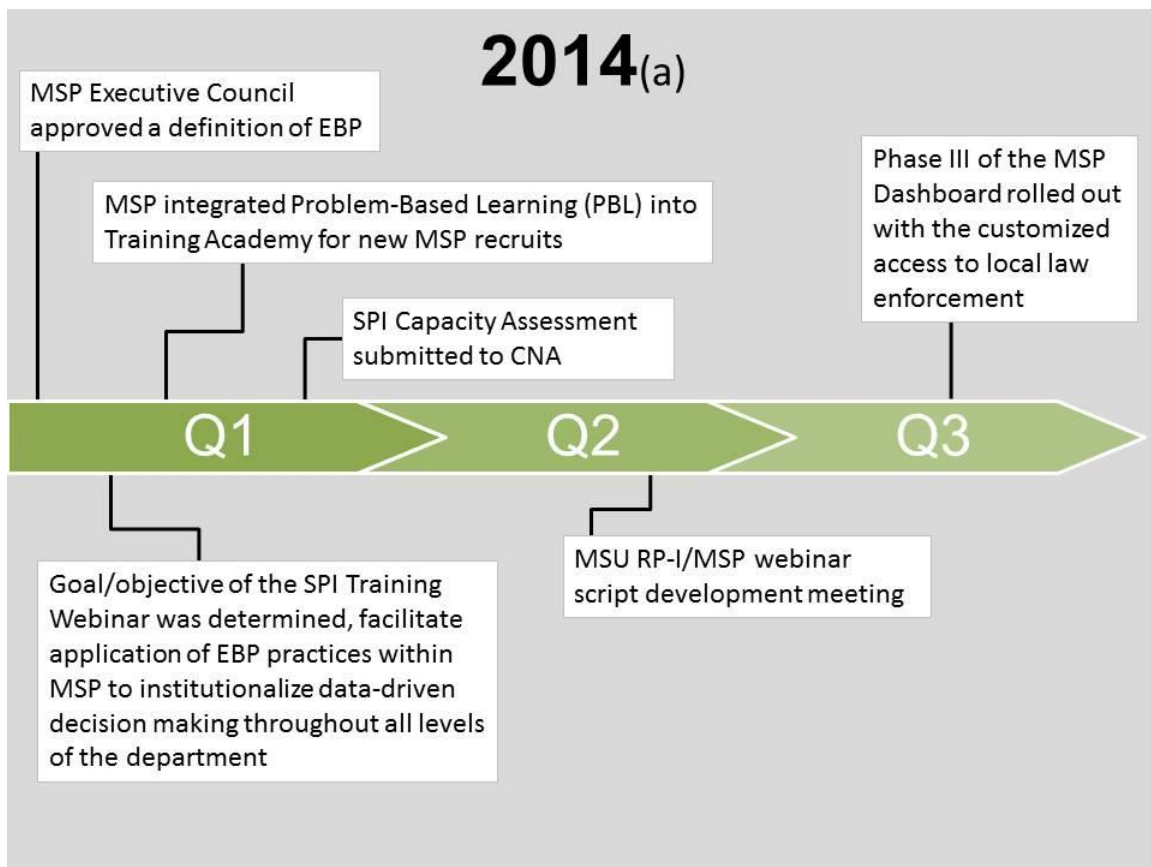 2014(a)
MSP Executive Council
approved a definition of EBP
MSP integrated Problem-Based Learning (PBL) into
Training Academy for new MSP recruits
SPI Capacity Assessment
submitted to CNA
Phase III of the MSP
Dashboard rolled out
with the customized
access to local law
enforcement
Q1
Q2
Q3
Goal/objective of the SPI Training
Webinar was determined, facilitate
application of EBP practices within
MSP to institutionalize data-driven
decision making throughout all levels
of the department
MSU RP-I/MSP webinar
script development meeting